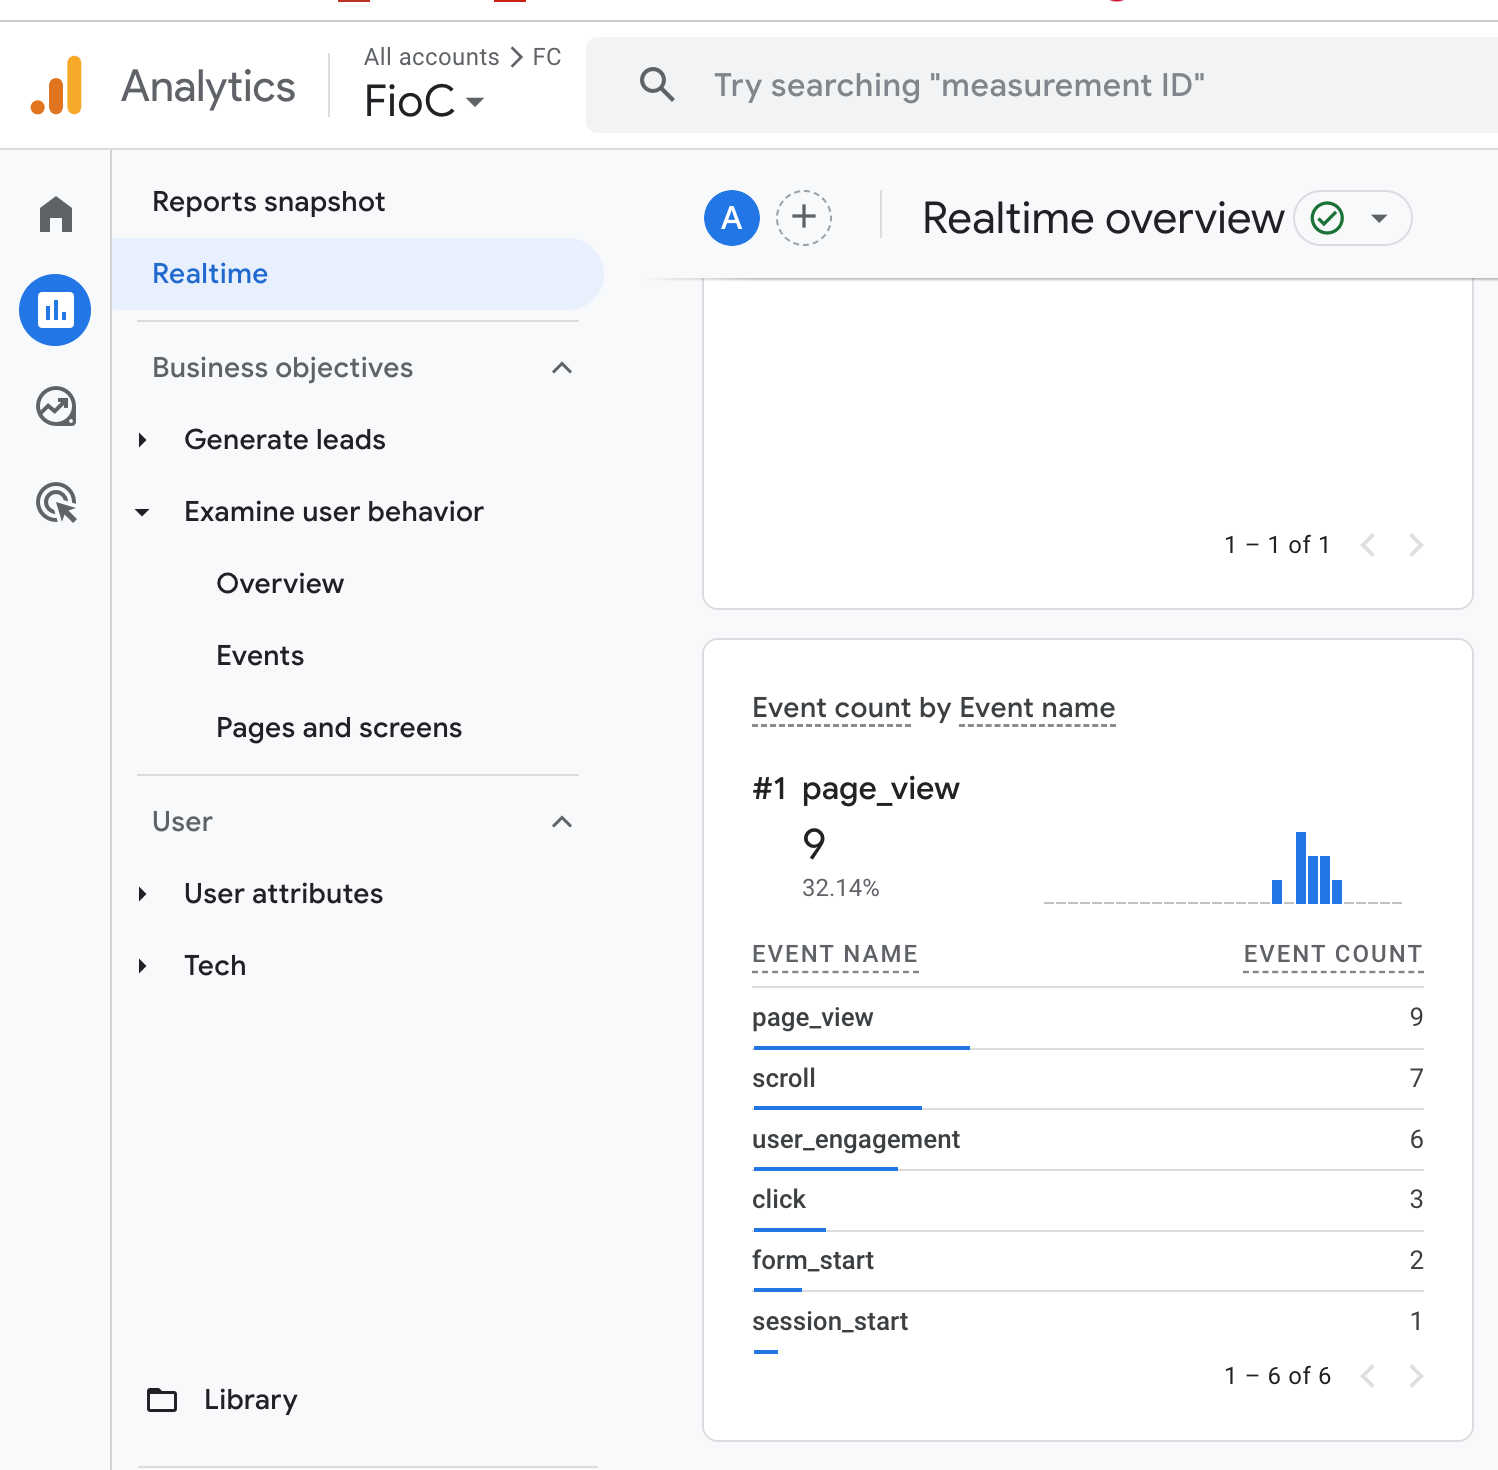 Analytics
All accounts > FC
FioC
Try searching "measurement ID"
Reports snapshot
Realtime
Business objectives
Generate leads
Examine user behavior
Overview
Events
Pages and screens
User
User attributes
Tech
Library
A
Realtime overview
1 – 1 of 1
Event count by Event name
#1 page_view
9
32.14%
EVENT NAME EVENT COUNT
page_view 9
scroll 7
user_engagement 6
click 3
form_start 2
session_start 1
1 – 6 of 6